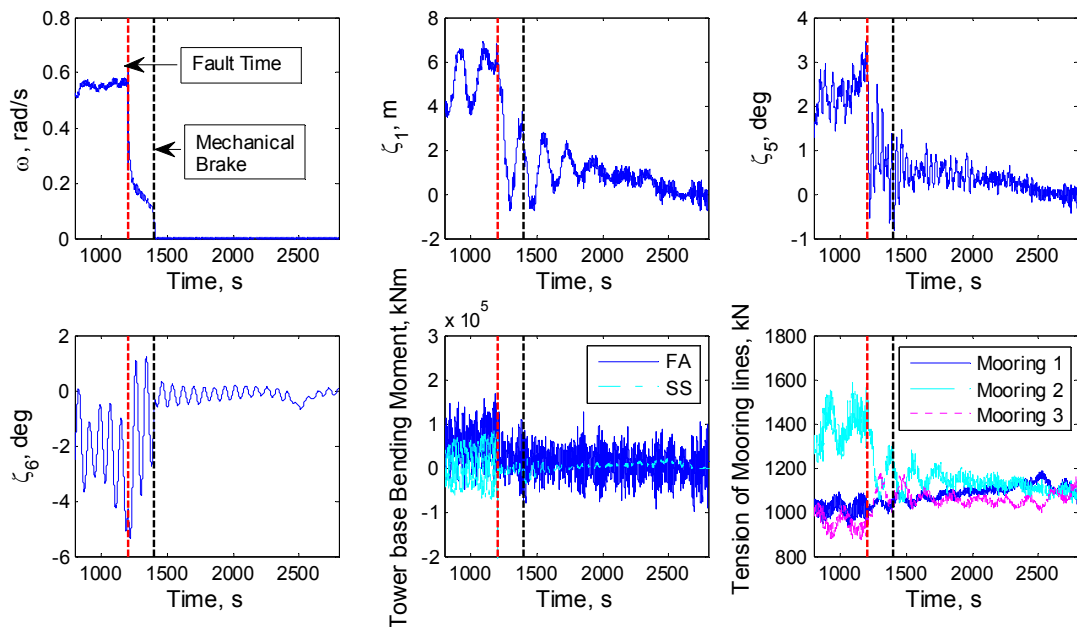 0.8
0.6
0.4
0.2
0
1000 1500 2000 2500
Time, s
ω, rad/s
Fault Time
Mechanical
Brake
8
6
4
2
0
-2
1000 1500 2000 2500
Time, s
ζ1, m
4
3
2
1
0
-1
1000 1500 2000 2500
Time, s
ζ5, deg
2
0
-2
-4
-6
1000 1500 2000 2500
Time, s
ζ6, deg
x 10^5
3
2
1
0
-1
-2
1000 1500 2000 2500
Time, s
Tower base Bending Moment, kNm
FA
SS
1800
1600
1400
1200
1000
800
1000 1500 2000 2500
Time, s
Tension of Mooring lines, kN
Mooring 1
Mooring 2
Mooring 3